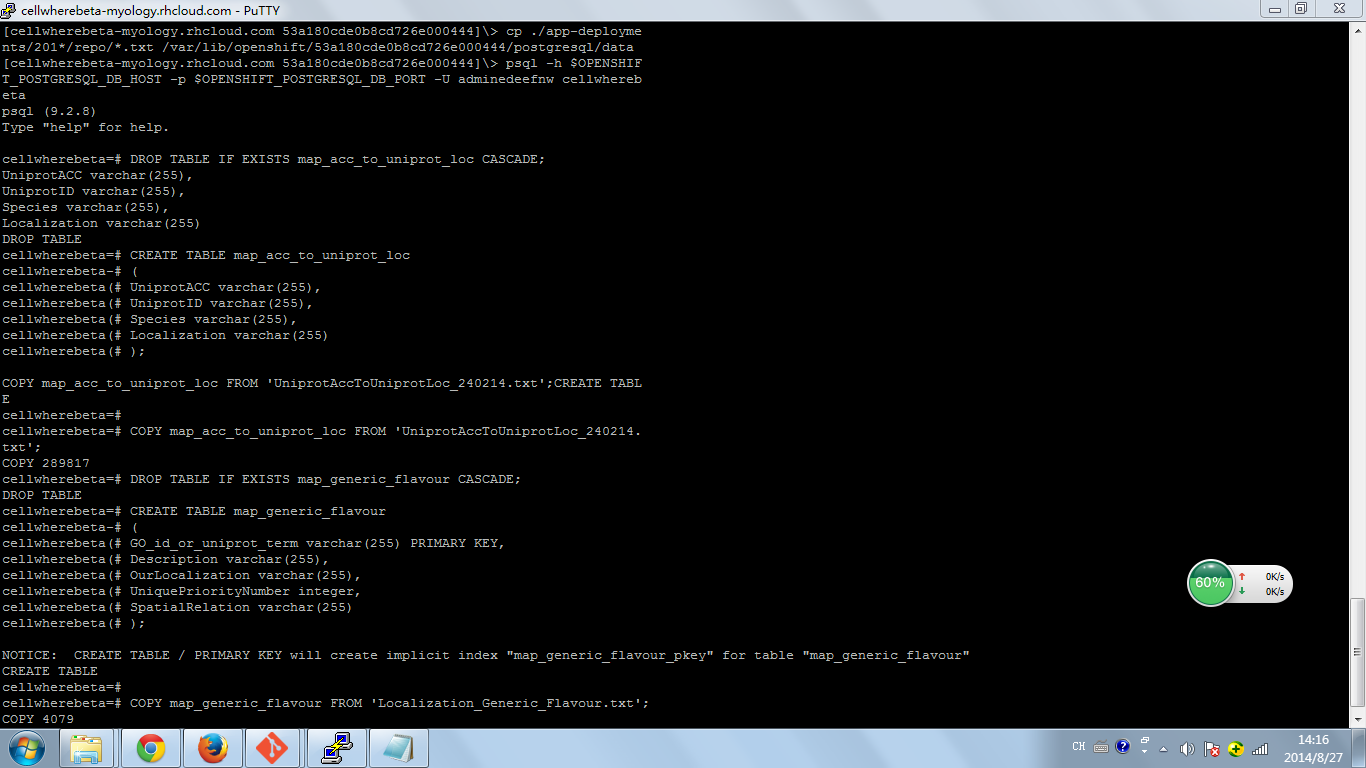 cellwherebeta-myology.rhcloud.com - PuTTY
[cellwherebeta-myology.rhcloud.com 53a180cde0b8cd726e000444]\> cp ./app-deployme
nts/201*/repo/*.txt /var/lib/openshift/53a180cde0b8cd726e000444/postgresql/data
[cellwherebeta-myology.rhcloud.com 53a180cde0b8cd726e000444]\> psql -h $OPENSHIF
T_POSTGRESQL_DB_HOST -p $OPENSHIFT_POSTGRESQL_DB_PORT -U adminedeefnw cellwhereb
eta
psql (9.2.8)
Type "help" for help.

cellwherebeta=# DROP TABLE IF EXISTS map_acc_to_uniprot_loc CASCADE;
UniprotACC varchar(255),
UniprotID varchar(255),
Species varchar(255),
Localization varchar(255)
DROP TABLE
cellwherebeta=# CREATE TABLE map_acc_to_uniprot_loc
cellwherebeta-# (
cellwherebeta(# UniprotACC varchar(255),
cellwherebeta(# UniprotID varchar(255),
cellwherebeta(# Species varchar(255),
cellwherebeta(# Localization varchar(255)
cellwherebeta(# );

COPY map_acc_to_uniprot_loc FROM 'UniprotAccToUniprotLoc_240214.txt';CREATE TABL
E
cellwherebeta=#
cellwherebeta=# COPY map_acc_to_uniprot_loc FROM 'UniprotAccToUniprotLoc_240214.
txt';
COPY 289817
cellwherebeta=# DROP TABLE IF EXISTS map_generic_flavour CASCADE;
DROP TABLE
cellwherebeta=# CREATE TABLE map_generic_flavour
cellwherebeta-# (
cellwherebeta(# GO_id_or_uniprot_term varchar(255) PRIMARY KEY,
cellwherebeta(# Description varchar(255),
cellwherebeta(# OurLocalization varchar(255),
cellwherebeta(# UniquePriorityNumber integer,
cellwherebeta(# SpatialRelation varchar(255)
cellwherebeta(# );

NOTICE:  CREATE TABLE / PRIMARY KEY will create implicit index "map_generic_flavour_pkey" for table "map_generic_flavour"
CREATE TABLE
cellwherebeta=#
cellwherebeta=# COPY map_generic_flavour FROM 'Localization_Generic_Flavour.txt';
COPY 4079
60%
0K/s
0K/s
CH
14:16
2014/8/27